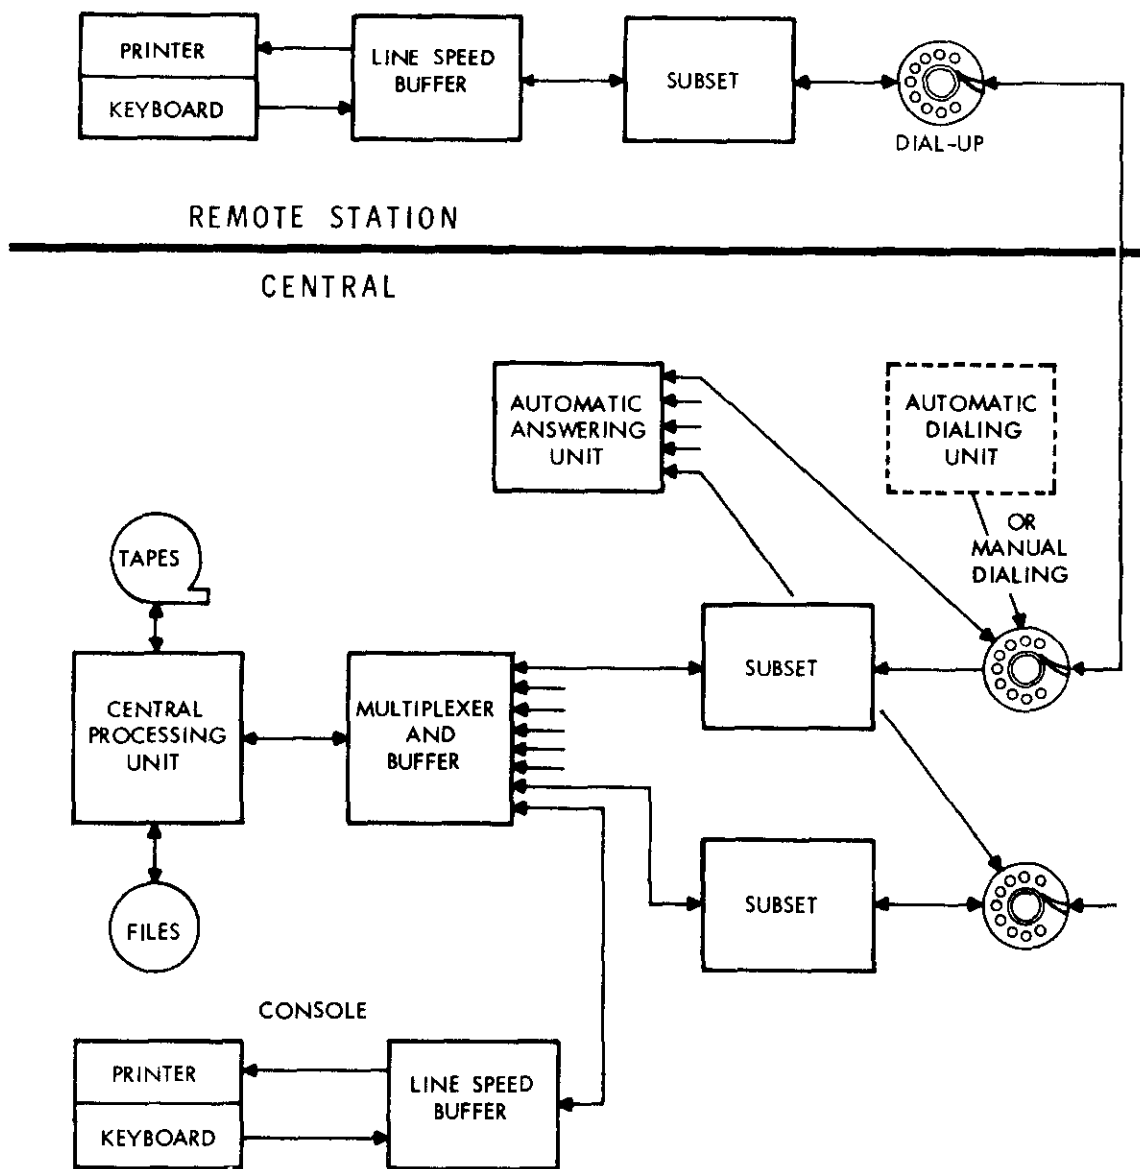 PRINTER
KEYBOARD
LINE SPEED
BUFFER
SUBSET
DIAL-UP
REMOTE STATION
CENTRAL
AUTOMATIC
ANSWERING
UNIT
AUTOMATIC
DIALING
UNIT
OR
MANUAL
DIALING
TAPES
CENTRAL
PROCESSING
UNIT
MULTIPLEXER
AND
BUFFER
SUBSET
SUBSET
FILES
CONSOLE
PRINTER
KEYBOARD
LINE SPEED
BUFFER